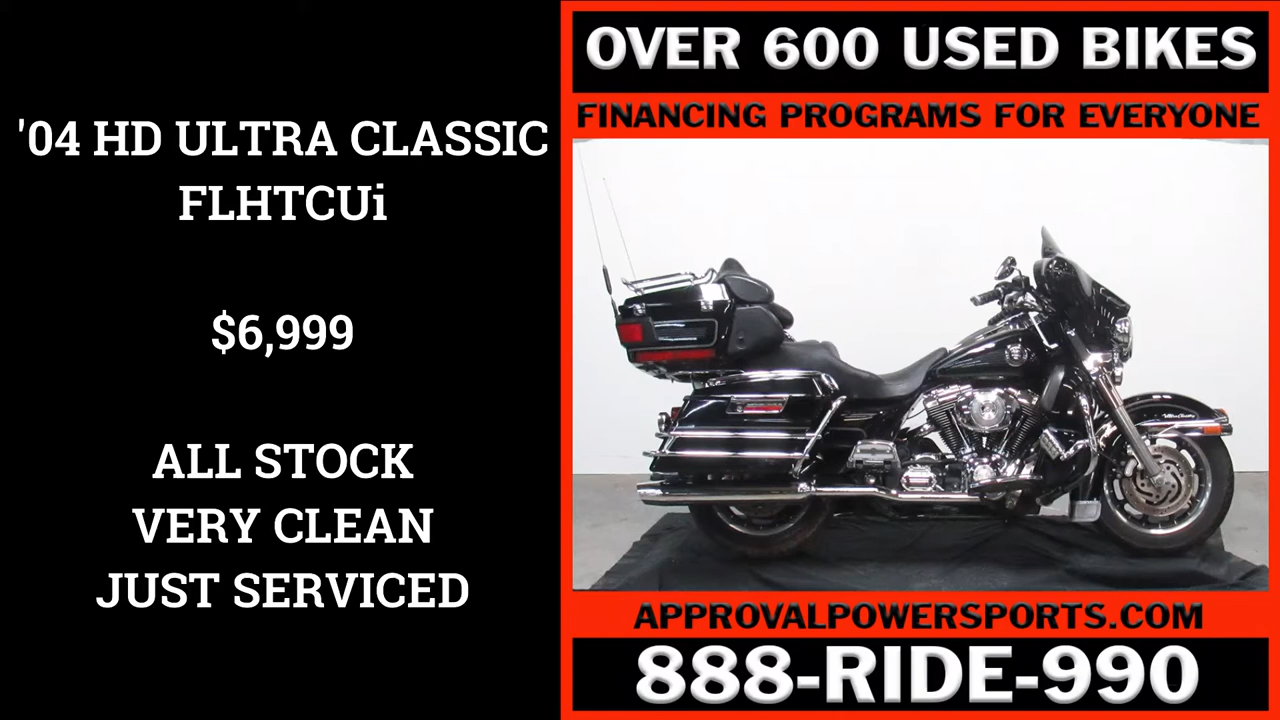 '04 HD ULTRA CLASSIC
FLHTCUi
$6,999
ALL STOCK
VERY CLEAN
JUST SERVICED
OVER 600 USED BIKES
FINANCING PROGRAMS FOR EVERYONE
APPROVALPOWERSPORTS.COM
888-RIDE-990